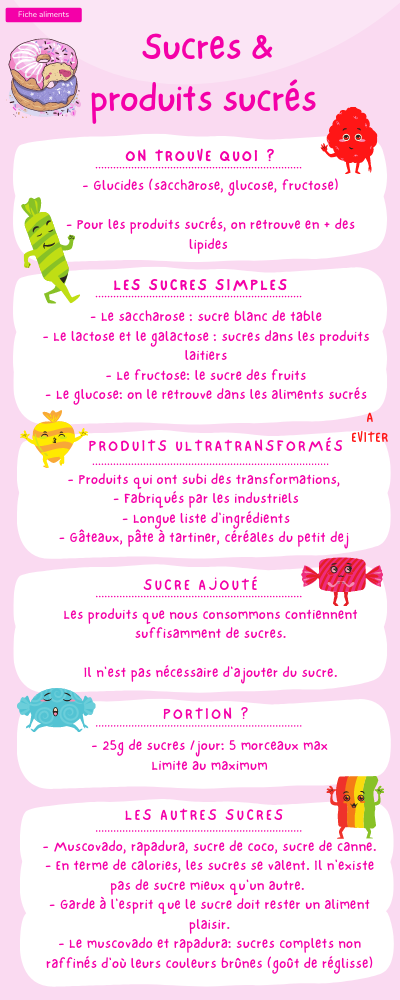 Fiche aliments
Sucres &
produits sucrés
ON TROUVE QUOI ?
- Glucides (saccharose, glucose, fructose)
- Pour les produits sucrés, on retrouve en + des
lipides
LES SUCRES SIMPLES
- Le saccharose : sucre blanc de table
- Le lactose et le galactose : sucres dans les produits
laitiers
- Le fructose: le sucre des fruits
- Le glucose: on le retrouve dans les aliments sucrés
A
EVITER
PRODUITS ULTRATRANSFORMÉS
- Produits qui ont subi des transformations,
- Fabriqués par les industriels
- Longue liste d'ingrédients
- Gâteaux, pâte à tartiner, céréales du petit dej
SUCRE AJOUTÉ
Les produits que nous consommons contiennent
suffisamment de sucres.
Il n'est pas nécessaire d'ajouter du sucre.
PORTION ?
- 25g de sucres /jour: 5 morceaux max
Limite au maximum
LES AUTRES SUCRES
- Muscovado, rapadura, sucre de coco, sucre de canne.
- En terme de calories, les sucres se valent. Il n'existe
pas de sucre mieux qu'un autre.
- Garde à l'esprit que le sucre doit rester un aliment
plaisir.
- Le muscovado et rapadura: sucres complets non
raffinés d'où leurs couleurs brûnes (goût de réglisse)